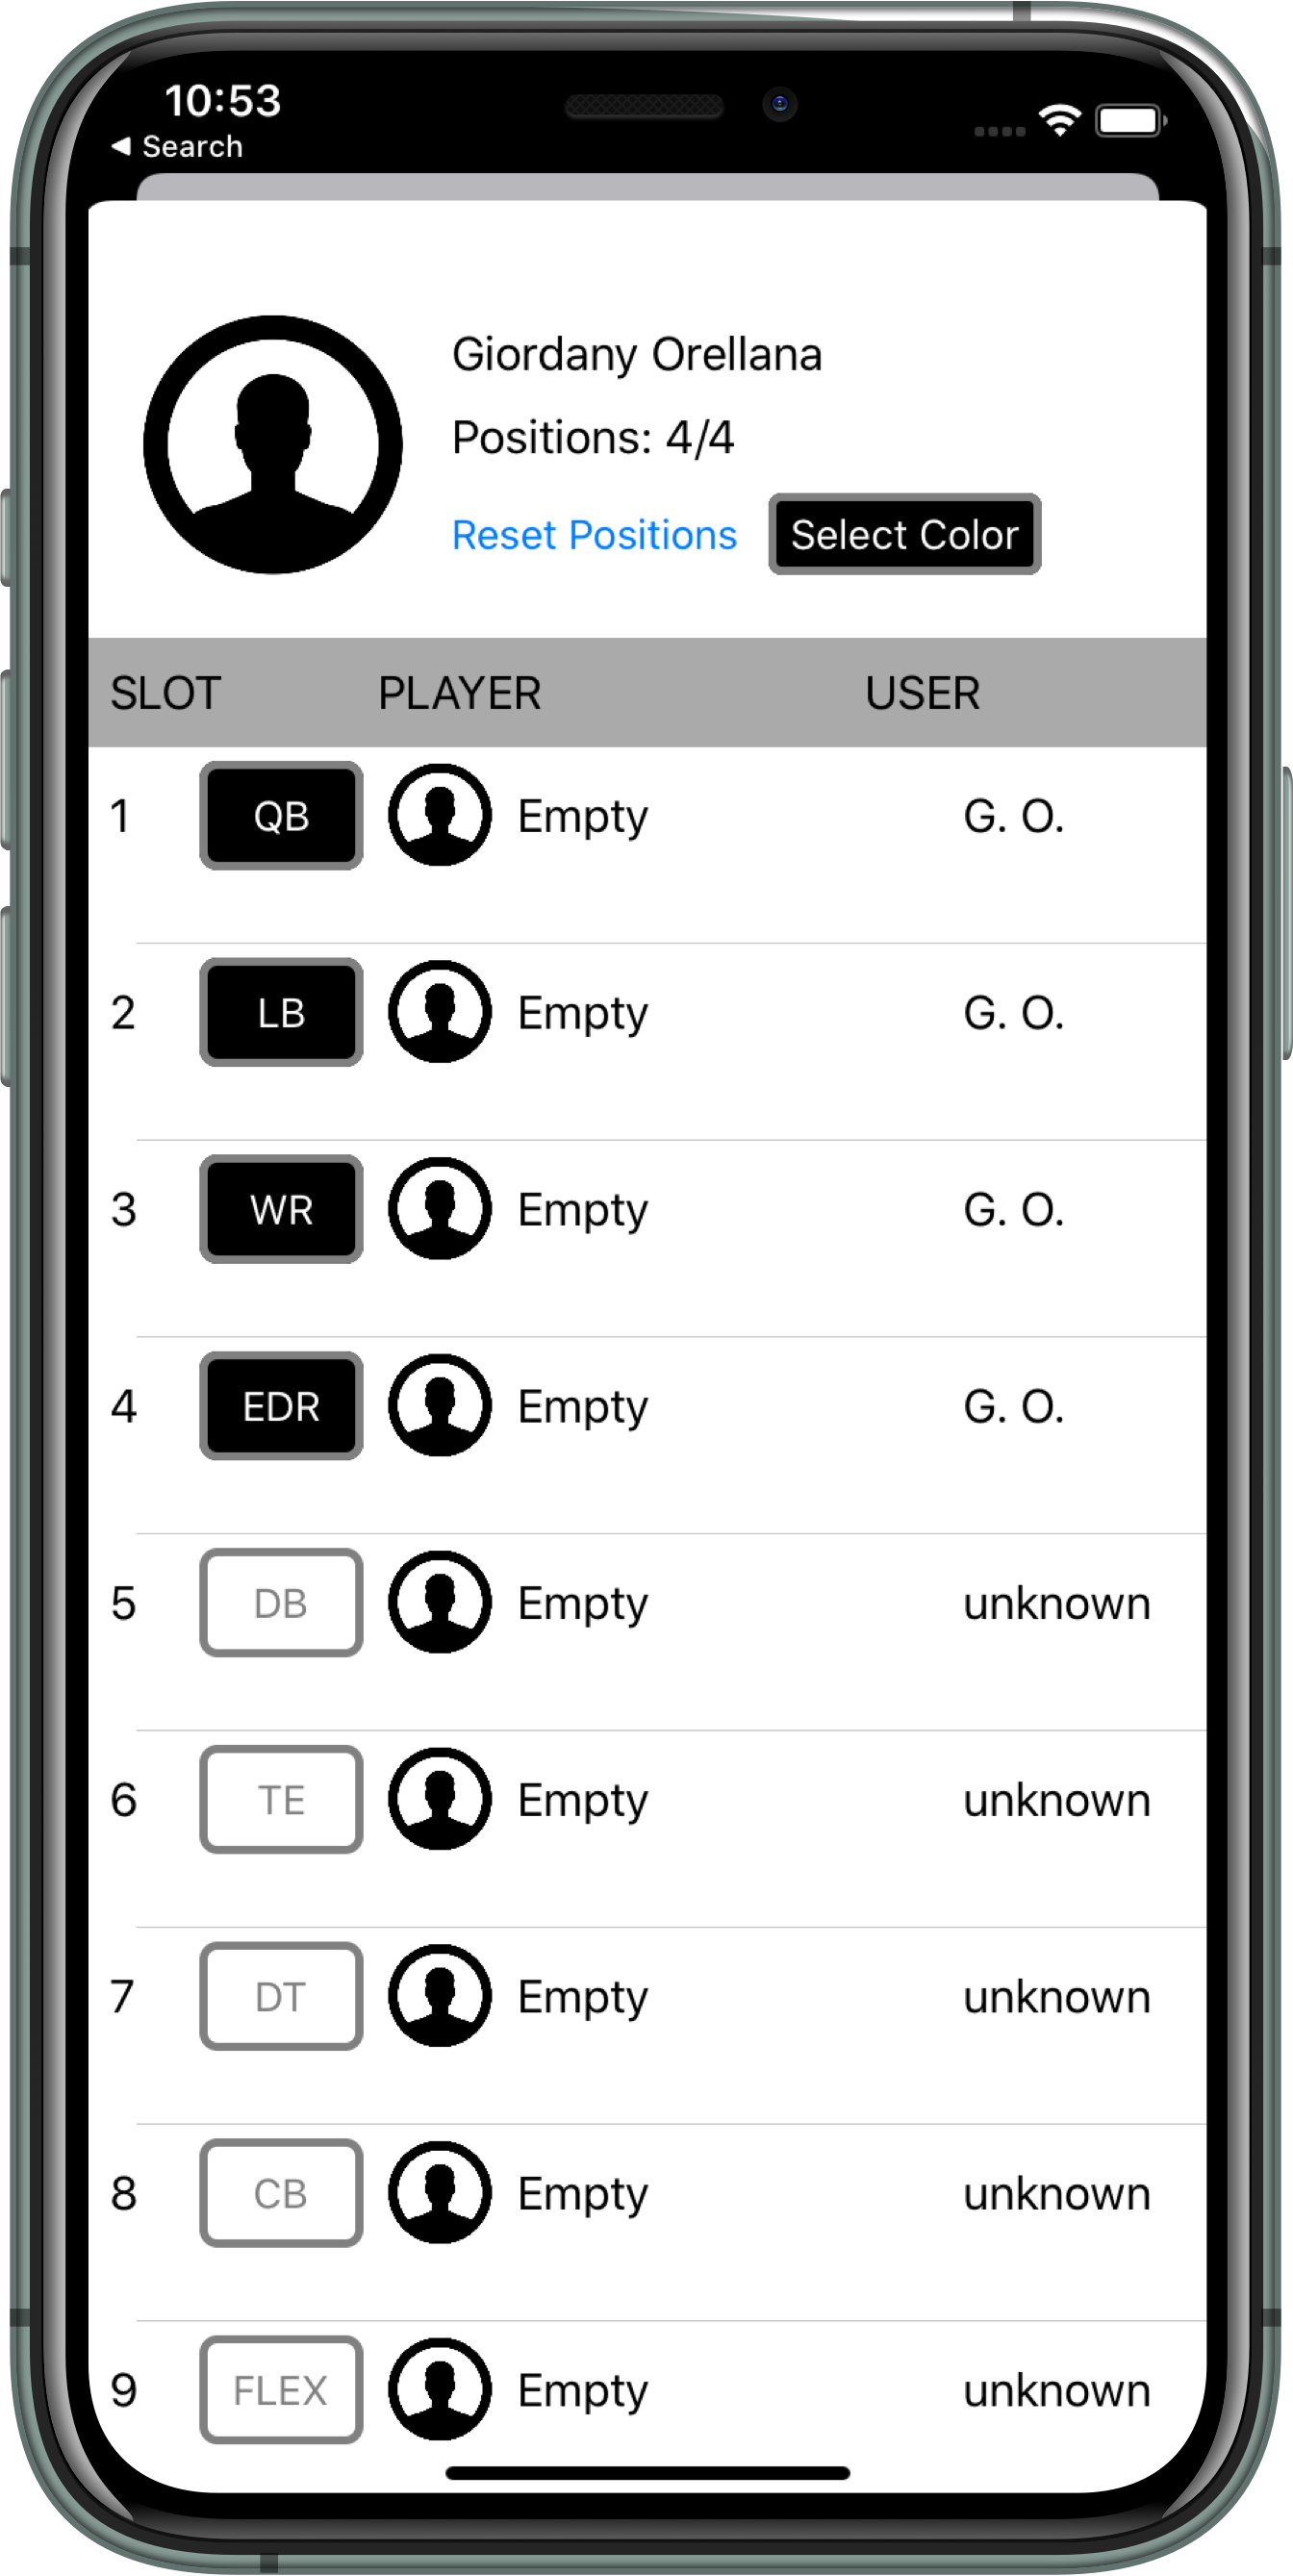 10:53
◀ Search
Giordany Orellana
Positions: 4/4
Reset Positions Select Color
SLOT PLAYER USER
1 QB Empty G. O.
2 LB Empty G. O.
3 WR Empty G. O.
4 EDR Empty G. O.
5 DB Empty unknown
6 TE Empty unknown
7 DT Empty unknown
8 CB Empty unknown
9 FLEX Empty unknown